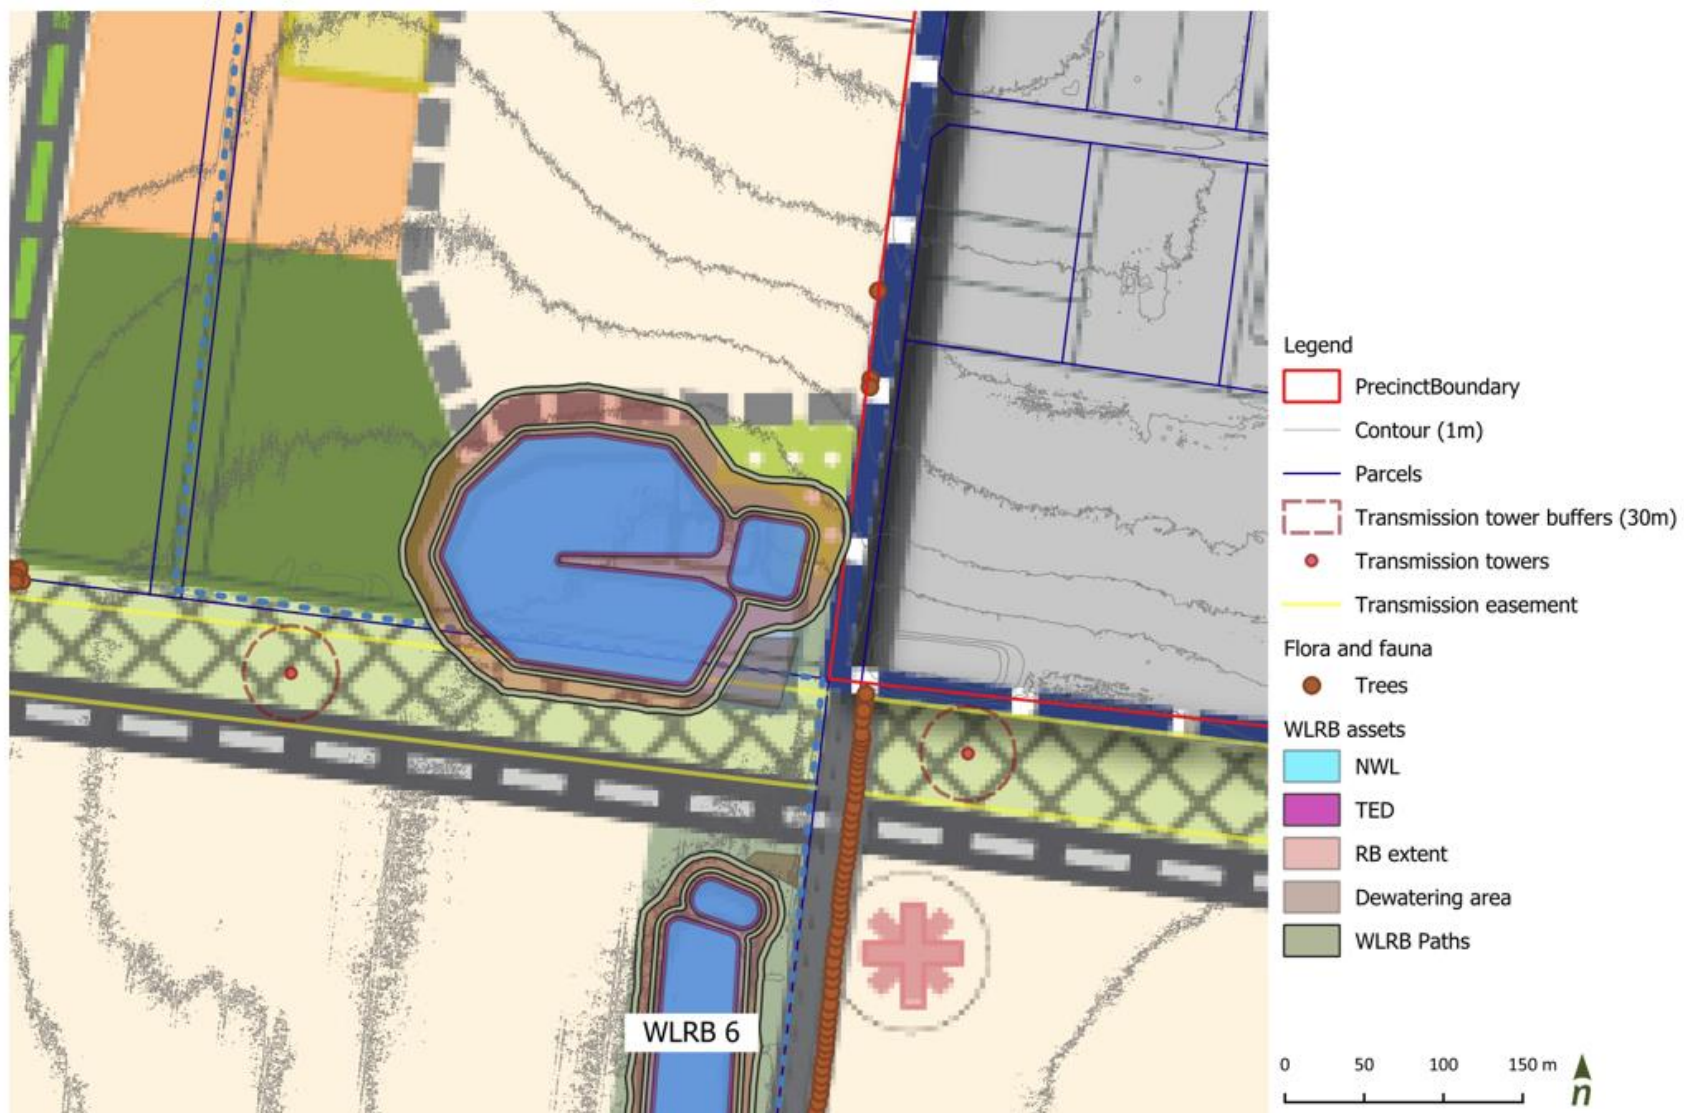 Legend
PrecinctBoundary
Contour (1m)
Parcels
Transmission tower buffers (30m)
Transmission towers
Transmission easement
Flora and fauna
Trees
WLRB assets
NWL
TED
RB extent
Dewatering area
WLRB Paths
WLRB 6
0 50 100 150 m
n